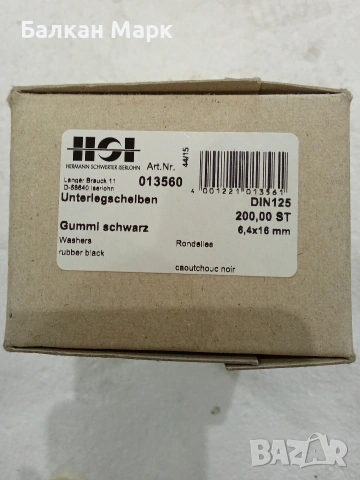 Балкан Марк
HSI
HERMANN SCHWERTER ISERLOHN
Langer Brauck 11
D-58640 Iserlohn
Art.Nr.
013560
44/15
4 001221 013561
Unterlegscheiben
DIN125
200,00 ST
Gummi schwarz
6,4x16 mm
Washers
Rondelles
rubber black
caoutchouc noir
BAZAR
bg